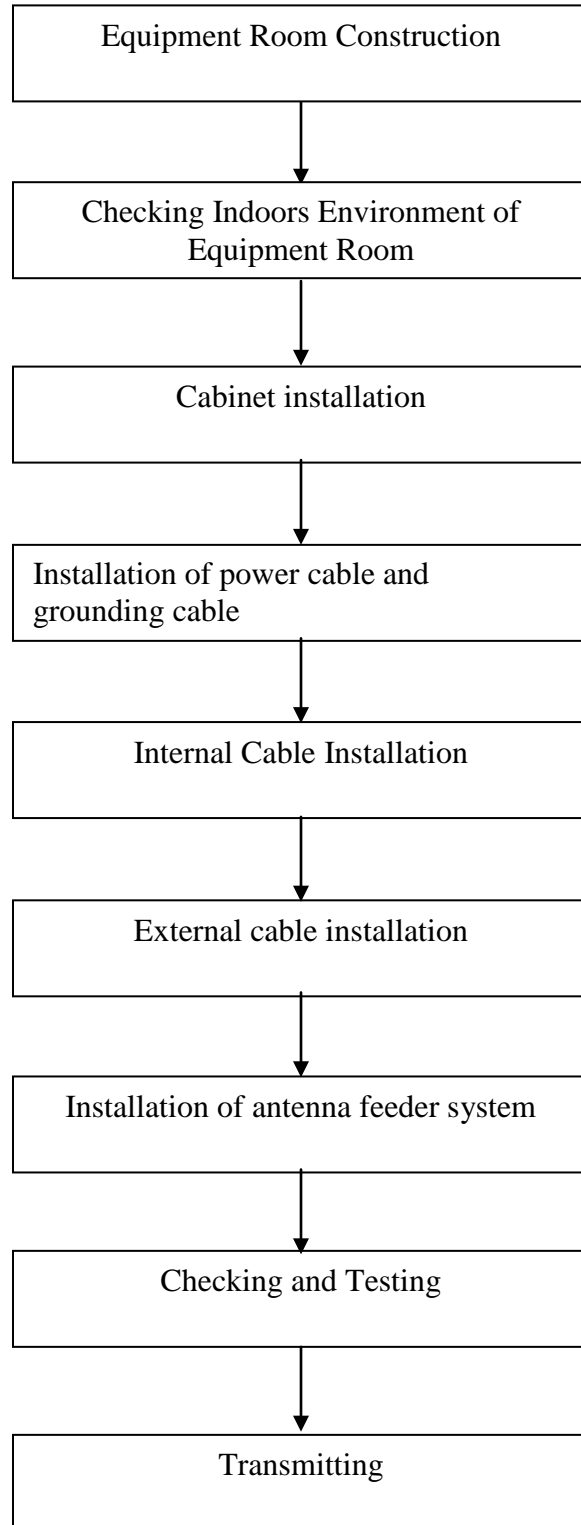 Equipment Room Construction
Checking Indoors Environment of
Equipment Room
Cabinet installation
Installation of power cable and
grounding cable
Internal Cable Installation
External cable installation
Installation of antenna feeder system
Checking and Testing
Transmitting